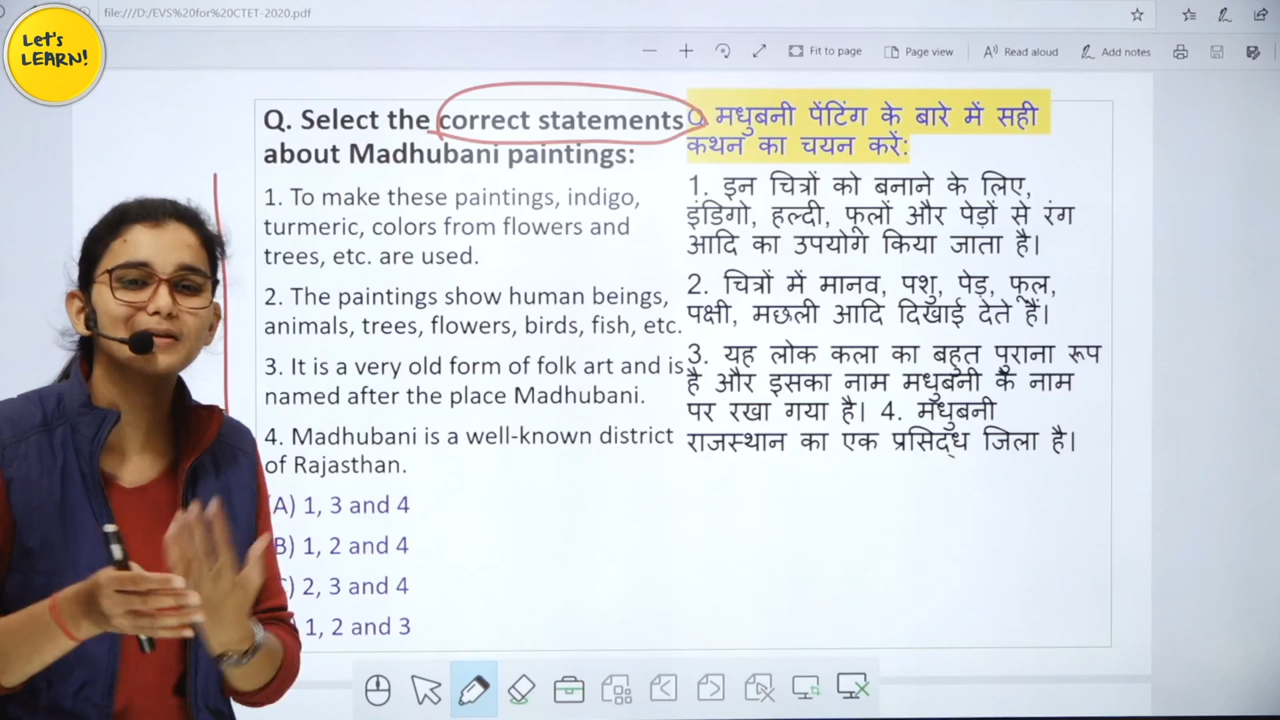 file:///D:/EVS%20for%20CTET-2020.pdf
Let's
LEARN!
Fit to page
Page view
Read aloud
Add notes
Q. Select the correct statements
about Madhubani paintings:
1. To make these paintings, indigo,
turmeric, colors from flowers and
trees, etc. are used.
2. The paintings show human beings,
animals, trees, flowers, birds, fish, etc.
3. It is a very old form of folk art and is
named after the place Madhubani.
4. Madhubani is a well-known district
of Rajasthan.
A) 1, 3 and 4
B) 1, 2 and 4
) 2, 3 and 4
1, 2 and 3
Q मधुबनी पेंटिंग के बारे में सही
कथन का चयन करें:
1. इन चित्रों को बनाने के लिए,
इंडिगो, हल्दी, फूलों और पेड़ों से रंग
आदि का उपयोग किया जाता है।
2. चित्रों में मानव, पशु, पेड़, फूल,
पक्षी, मछली आदि दिखाई देते हैं।
3. यह लोक कला का बहुत पुराना रूप
है और इसका नाम मधुबनी के नाम
पर रखा गया है। 4. मधुबनी
राजस्थान का एक प्रसिद्ध जिला है।